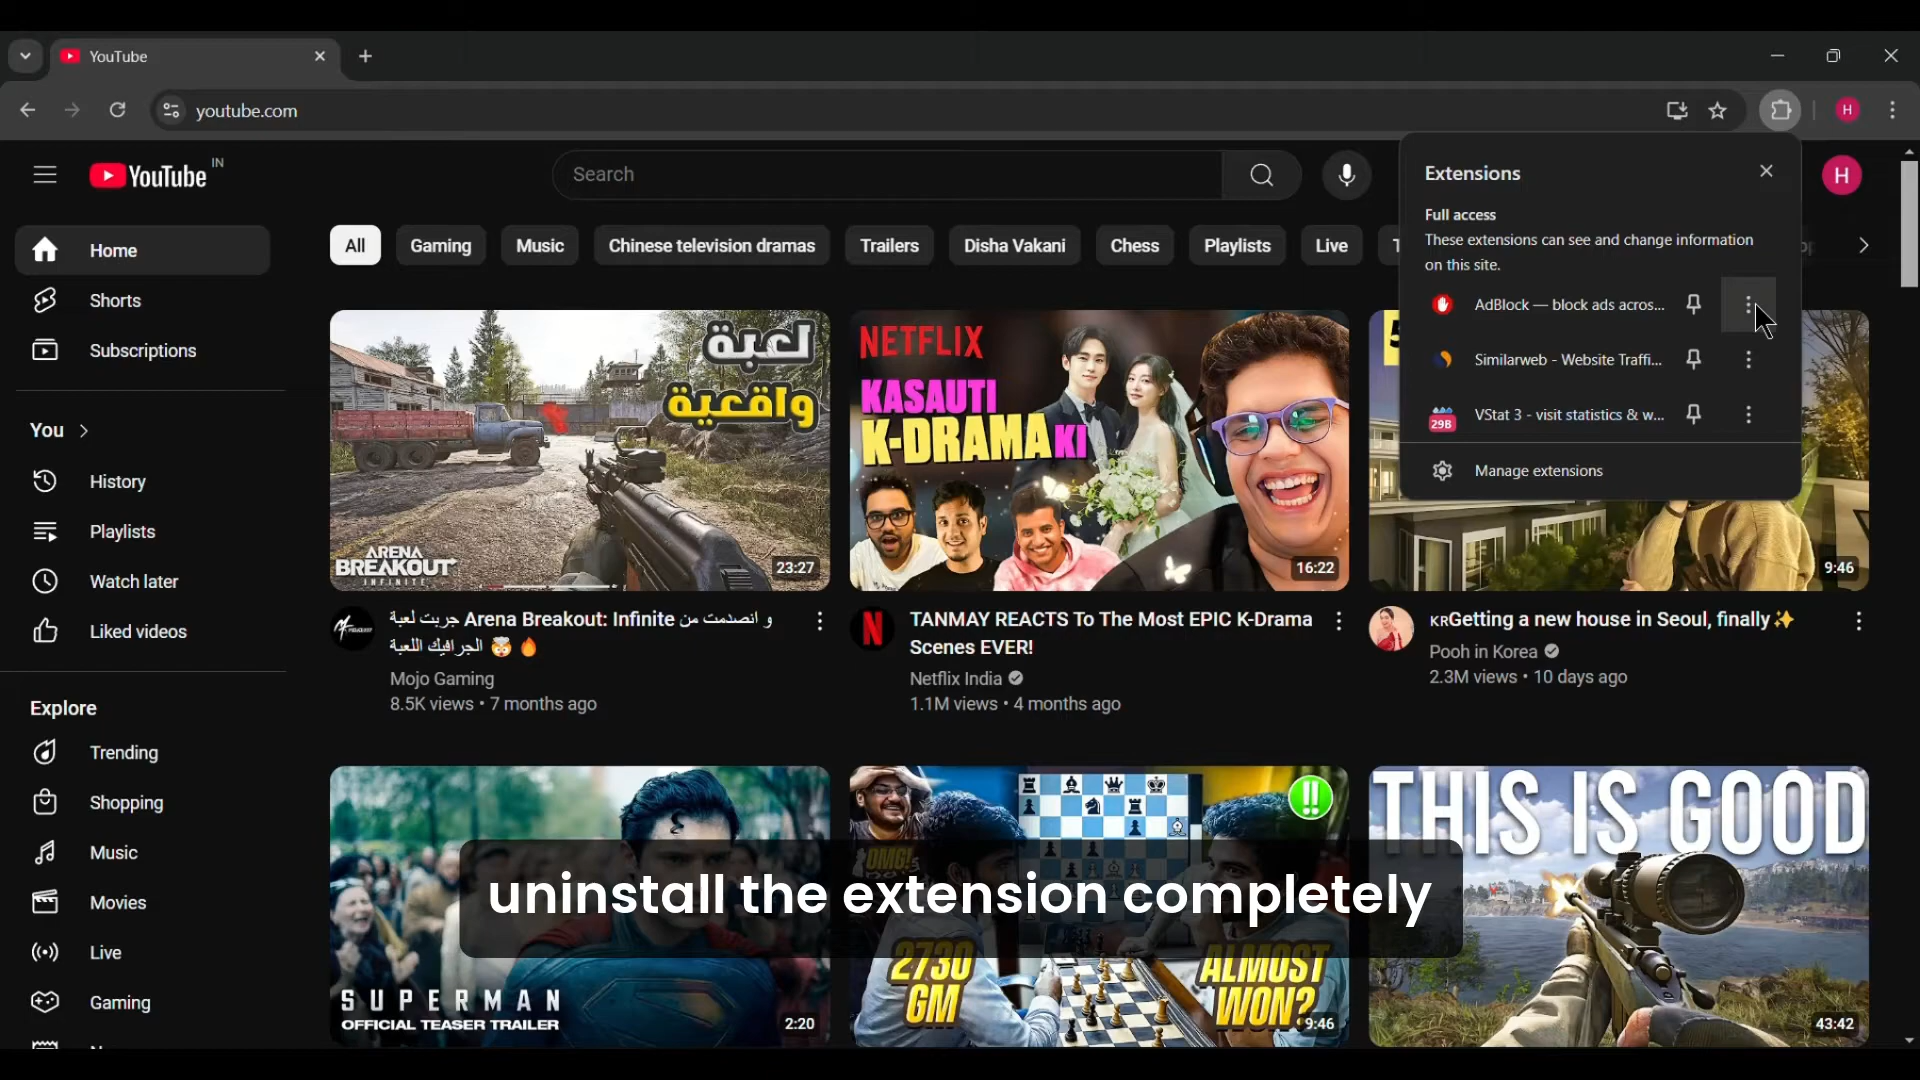 YouTube
youtube.com
H
YouTube IN
Search
H
Extensions
Full access
These extensions can see and change information
on this site.
AdBlock — block ads acros...
Similarweb - Website Traffi...
VStat 3 - visit statistics & w...
29B
Manage extensions
Home
Shorts
Subscriptions
You
History
Playlists
Watch later
Liked videos
Explore
Trending
Shopping
Music
Movies
Live
Gaming
All
Gaming
Music
Chinese television dramas
Trailers
Disha Vakani
Chess
Playlists
Live
لعبة
واقعية
ARENA
BREAKOUT
INFINITE
23:27
جربت لعبة Arena Breakout: Infinite و انصدمت من
الجرافيك اللعبة 🤯🔥
Mojo Gaming
8.5K views • 7 months ago
NETFLIX
KASAUTI
K-DRAMA KI
16:22
N
TANMAY REACTS To The Most EPIC K-Drama
Scenes EVER!
Netflix India
1.1M views • 4 months ago
9:46
KRGetting a new house in Seoul, finally✨
Pooh in Korea
2.3M views • 10 days ago
SUPERMAN
OFFICIAL TEASER TRAILER
2:20
!!
OMG!
2730
GM
ALMOST
WON?
9:46
THIS IS GOOD
43:42
uninstall the extension completely